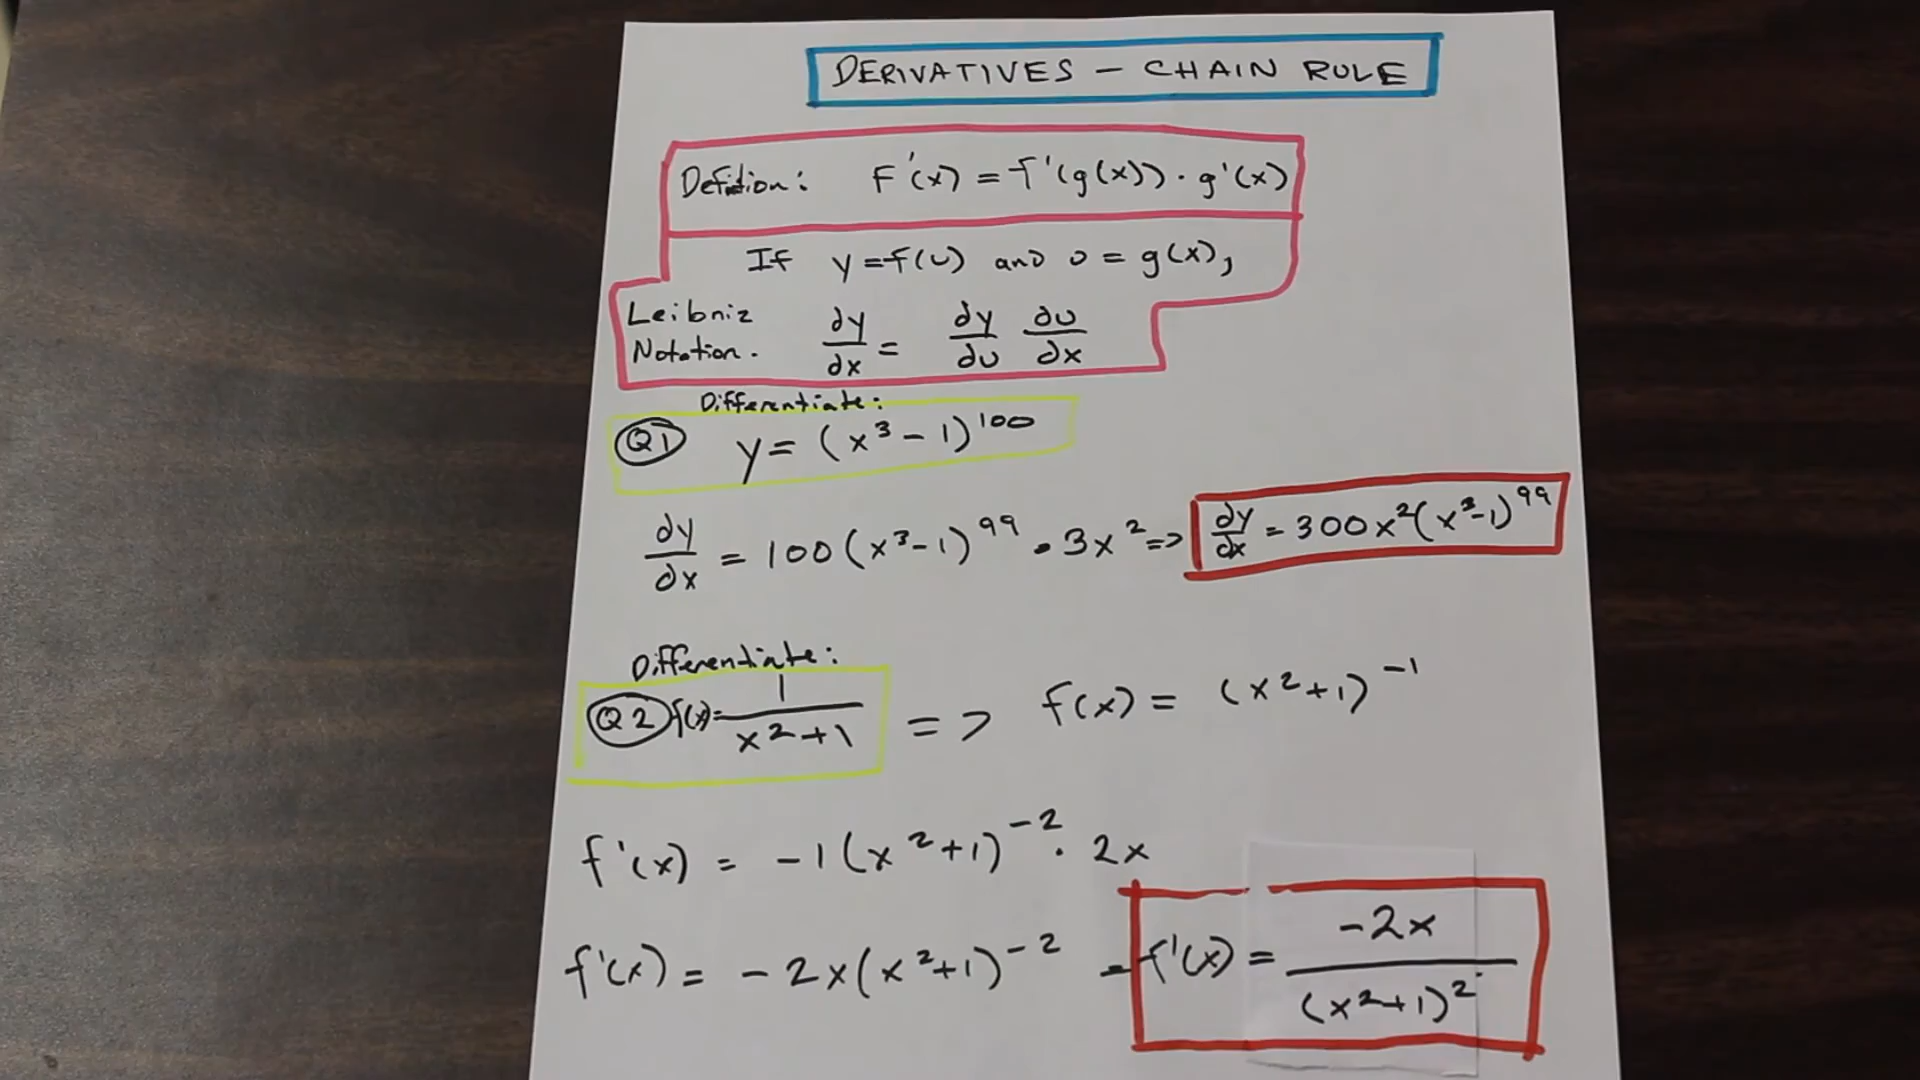 DERIVATIVES - CHAIN RULE
Defintion: F'(x) = f'(g(x)) · g'(x)
If y = f(u) and u = g(x),
Leibniz Notation. dy/dx = dy/du du/dx
Differentiate:
Q1 y = (x³ - 1)¹⁰⁰
dy/dx = 100(x³-1)⁹⁹ · 3x² => dy/dx = 300x²(x³-1)⁹⁹
Differentiate:
Q2 f(x) = 1/(x²+1) => f(x) = (x²+1)⁻¹
f'(x) = -1(x²+1)⁻² · 2x
f'(x) = -2x(x²+1)⁻² = f'(x) = -2x/(x²+1)²